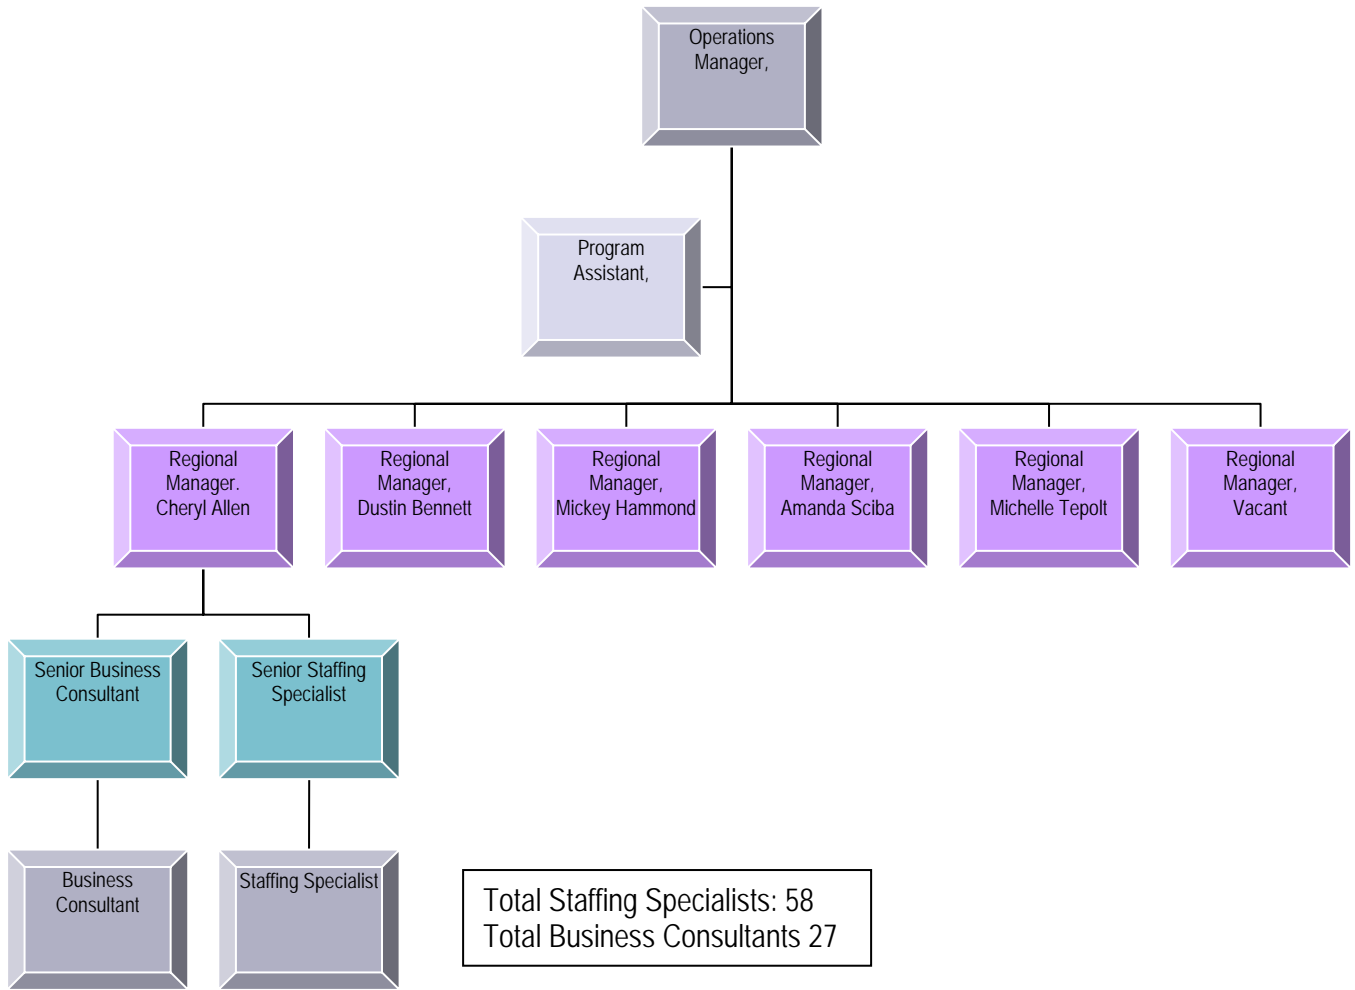 Operations
Manager,
Program
Assistant,
Regional
Manager.
Cheryl Allen
Regional
Manager,
Dustin Bennett
Regional
Manager,
Mickey Hammond
Regional
Manager,
Amanda Sciba
Regional
Manager,
Michelle Tepolt
Regional
Manager,
Vacant
Senior Business
Consultant
Senior Staffing
Specialist
Business
Consultant
Staffing Specialist
Total Staffing Specialists: 58
Total Business Consultants 27